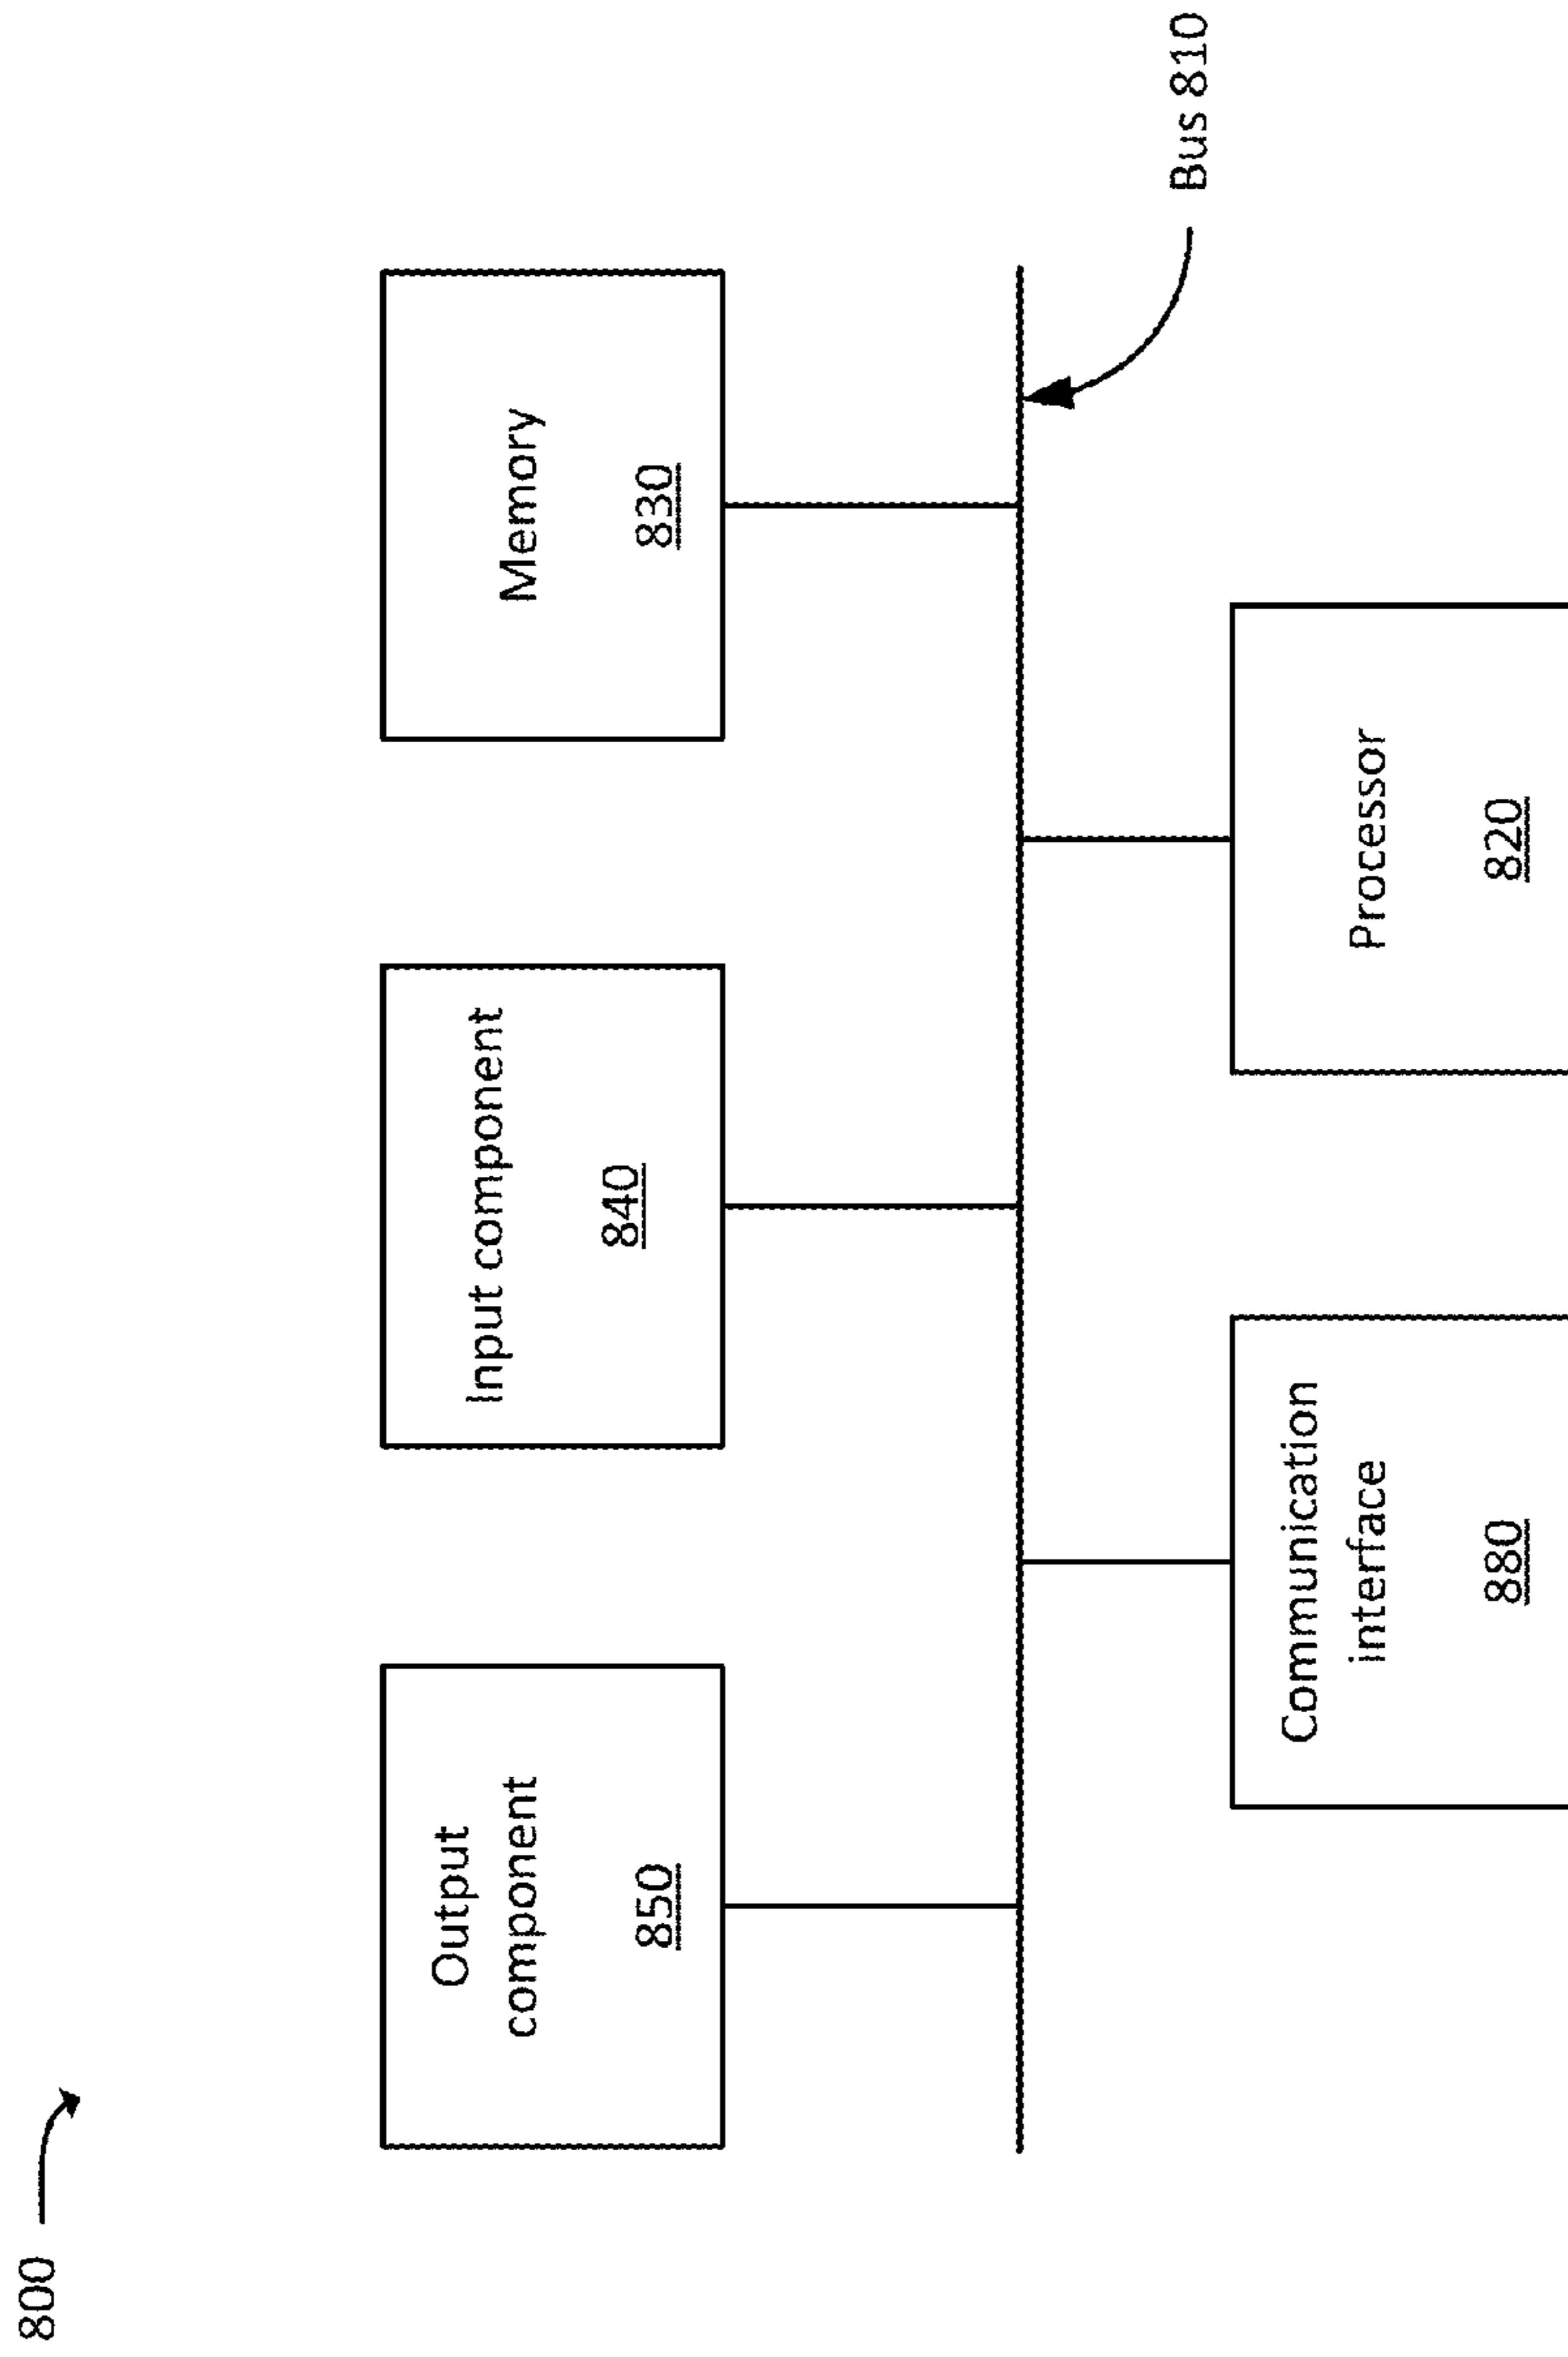 800
Output
component
850
Input component
840
Memory
830
Bus 810
Communication
interface
880
Processor
820